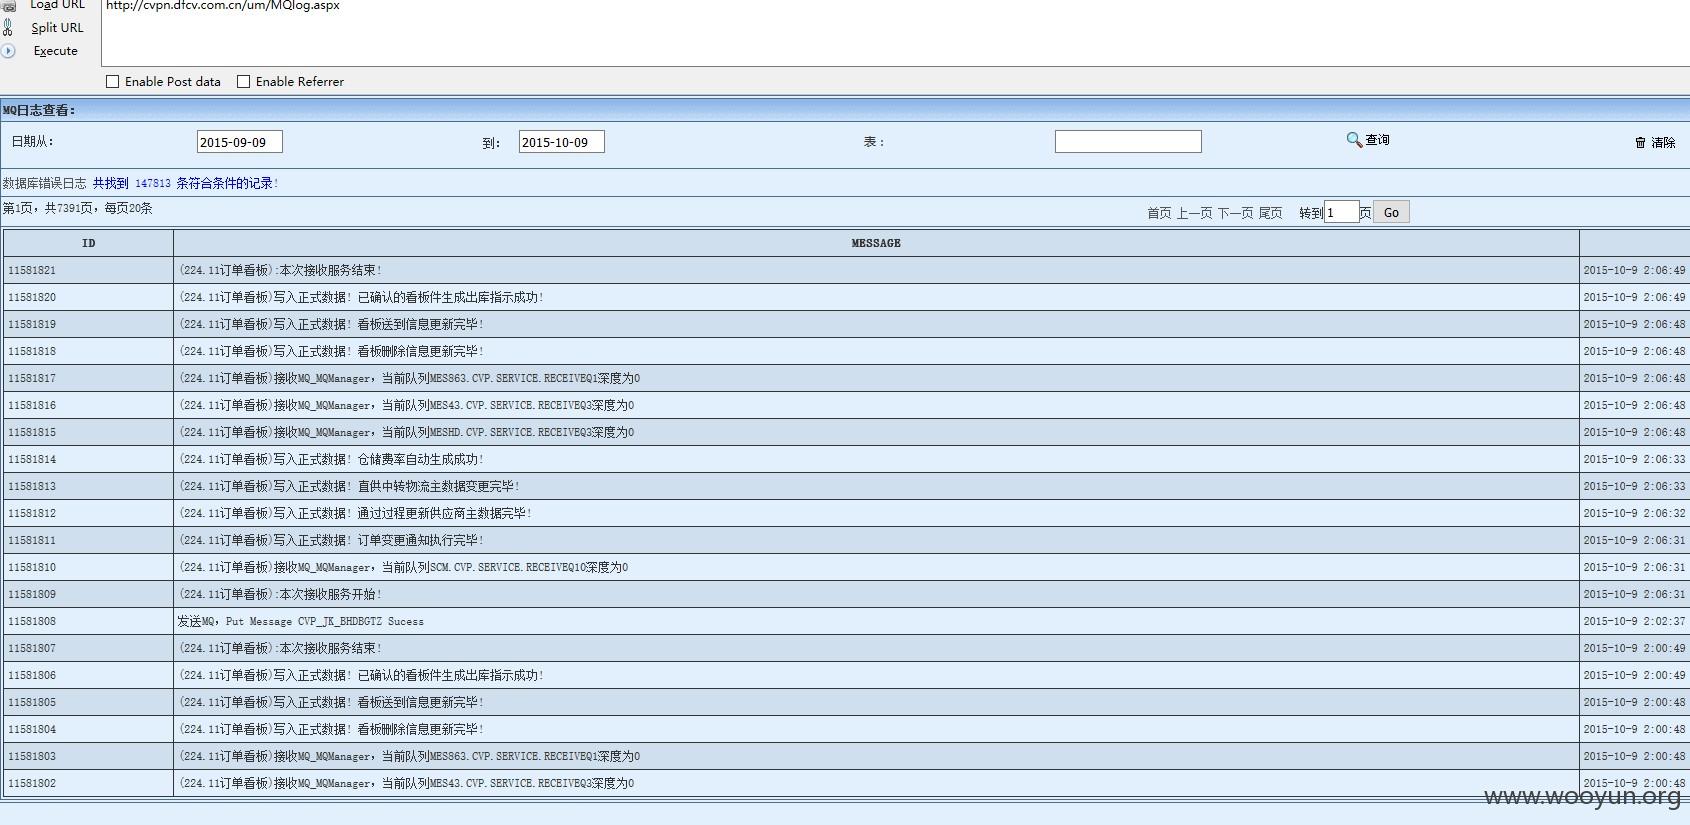 Load URL
http://cvpn.dfcv.com.cn/um/MQlog.aspx
Split URL
Execute
Enable Post data Enable Referrer
MQ日志查看：
日期从： 2015-09-09 到： 2015-10-09 表： 查询 清除
数据库错误日志 共找到 147813 条符合条件的记录！
第1页，共7391页，每页20条 首页 上一页 下一页 尾页 转到 1 页 Go
ID MESSAGE
11581821 (224.11订单看板):本次接收服务结束! 2015-10-9 2:06:49
11581820 (224.11订单看板)写入正式数据! 已确认的看板件生成出库指示成功! 2015-10-9 2:06:49
11581819 (224.11订单看板)写入正式数据! 看板送到信息更新完毕! 2015-10-9 2:06:48
11581818 (224.11订单看板)写入正式数据! 看板删除信息更新完毕! 2015-10-9 2:06:48
11581817 (224.11订单看板)接收MQ_MQManager，当前队列MES863.CVP.SERVICE.RECEIVEQ1深度为0 2015-10-9 2:06:48
11581816 (224.11订单看板)接收MQ_MQManager，当前队列MES43.CVP.SERVICE.RECEIVEQ3深度为0 2015-10-9 2:06:48
11581815 (224.11订单看板)接收MQ_MQManager，当前队列MESHD.CVP.SERVICE.RECEIVEQ3深度为0 2015-10-9 2:06:48
11581814 (224.11订单看板)写入正式数据! 仓储费率自动生成成功! 2015-10-9 2:06:33
11581813 (224.11订单看板)写入正式数据! 直供中转物流主数据变更完毕! 2015-10-9 2:06:33
11581812 (224.11订单看板)写入正式数据! 通过过程更新供应商主数据完毕! 2015-10-9 2:06:32
11581811 (224.11订单看板)写入正式数据! 订单变更通知执行完毕! 2015-10-9 2:06:31
11581810 (224.11订单看板)接收MQ_MQManager，当前队列SCM.CVP.SERVICE.RECEIVEQ10深度为0 2015-10-9 2:06:31
11581809 (224.11订单看板):本次接收服务开始! 2015-10-9 2:06:31
11581808 发送MQ，Put Message CVP_JK_BHDBGTZ Sucess 2015-10-9 2:02:37
11581807 (224.11订单看板):本次接收服务结束! 2015-10-9 2:00:49
11581806 (224.11订单看板)写入正式数据! 已确认的看板件生成出库指示成功! 2015-10-9 2:00:49
11581805 (224.11订单看板)写入正式数据! 看板送到信息更新完毕! 2015-10-9 2:00:48
11581804 (224.11订单看板)写入正式数据! 看板删除信息更新完毕! 2015-10-9 2:00:48
11581803 (224.11订单看板)接收MQ_MQManager，当前队列MES863.CVP.SERVICE.RECEIVEQ1深度为0 2015-10-9 2:00:48
11581802 (224.11订单看板)接收MQ_MQManager，当前队列MES43.CVP.SERVICE.RECEIVEQ3深度为0 2015-10-9 2:00:48
www.wooyun.org